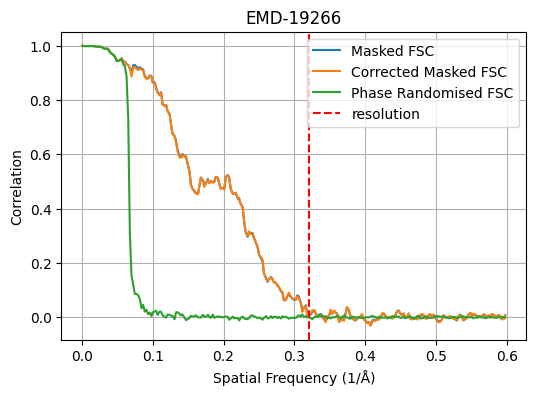 EMD-19266
Masked FSC
Corrected Masked FSC
Phase Randomised FSC
resolution
Correlation
1.0
0.8
0.6
0.4
0.2
0.0
0.0 0.1 0.2 0.3 0.4 0.5 0.6
Spatial Frequency (1/Å)